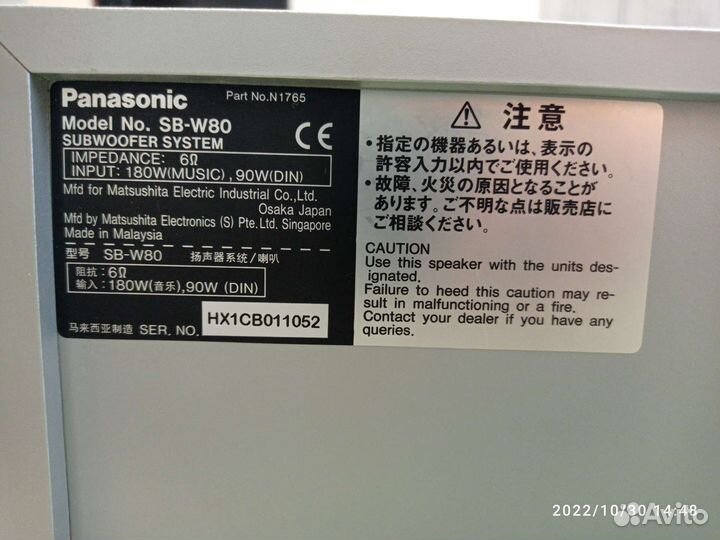 Panasonic Part No.N1765
Model No. SB-W80
SUBWOOFER SYSTEM
IMPEDANCE: 6Ω
INPUT: 180W(MUSIC), 90W(DIN)
Mfd for Matsushita Electric Industrial Co.,Ltd.
Osaka Japan
Mfd by Matsushita Electronics (S) Pte.Ltd. Singapore
Made in Malaysia
型号 SB-W80 扬声器系统/喇叭
阻抗:6Ω
输入:180W(音乐),90W (DIN)
马来西亚制造 SER. NO. HX1CB011052
CE
⚠ 注意
•指定の機器あるいは、表示の
許容入力以内でご使用ください。
•故障、火災の原因となることが
あります。ご不明な点は販売店に
ご相談ください。
CAUTION
Use this speaker with the units des-
ignated.
Failure to heed this caution may re-
sult in malfunctioning or a fire.
Contact your dealer if you have any
queries.
2022/10/30 14:48
Avito